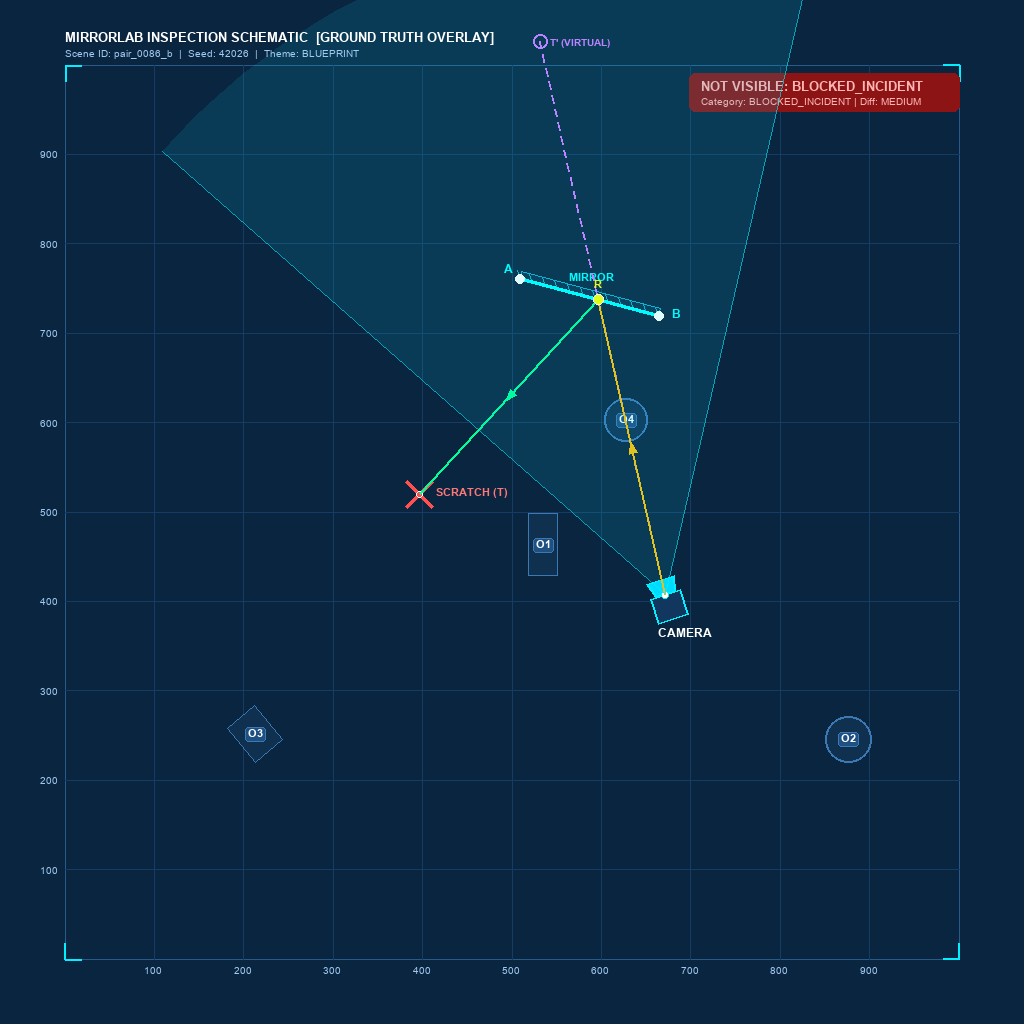 MIRRORLAB INSPECTION SCHEMATIC [GROUND TRUTH OVERLAY]
Scene ID: pair_0086_b | Seed: 42026 | Theme: BLUEPRINT
T' (VIRTUAL)
NOT VISIBLE: BLOCKED_INCIDENT
Category: BLOCKED_INCIDENT | Diff: MEDIUM
A
MIRROR
R
B
O4
SCRATCH (T)
O1
CAMERA
O3
O2
900
800
700
600
500
400
300
200
100
100 200 300 400 500 600 700 800 900